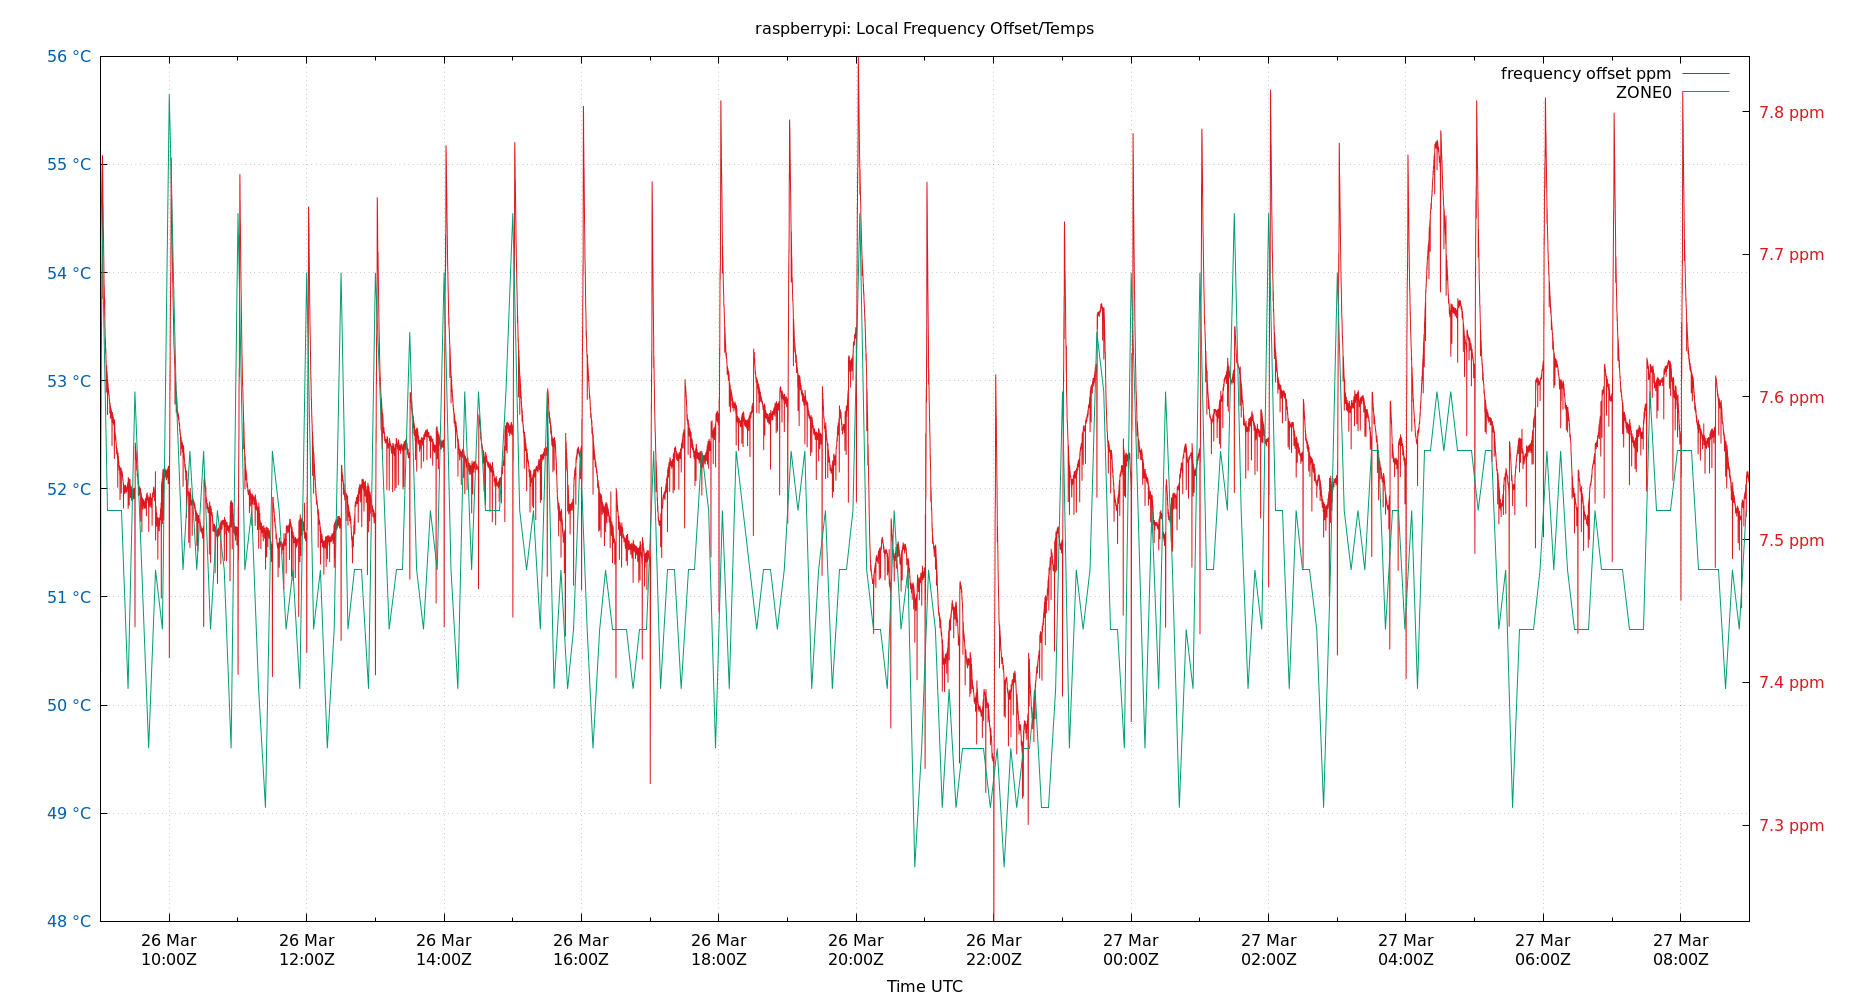 raspberrypi: Local Frequency Offset/Temps
frequency offset ppm
ZONE0
56 °C
55 °C
54 °C
53 °C
52 °C
51 °C
50 °C
49 °C
48 °C
7.8 ppm
7.7 ppm
7.6 ppm
7.5 ppm
7.4 ppm
7.3 ppm
26 Mar
10:00Z
26 Mar
12:00Z
26 Mar
14:00Z
26 Mar
16:00Z
26 Mar
18:00Z
26 Mar
20:00Z
26 Mar
22:00Z
27 Mar
00:00Z
27 Mar
02:00Z
27 Mar
04:00Z
27 Mar
06:00Z
27 Mar
08:00Z
Time UTC